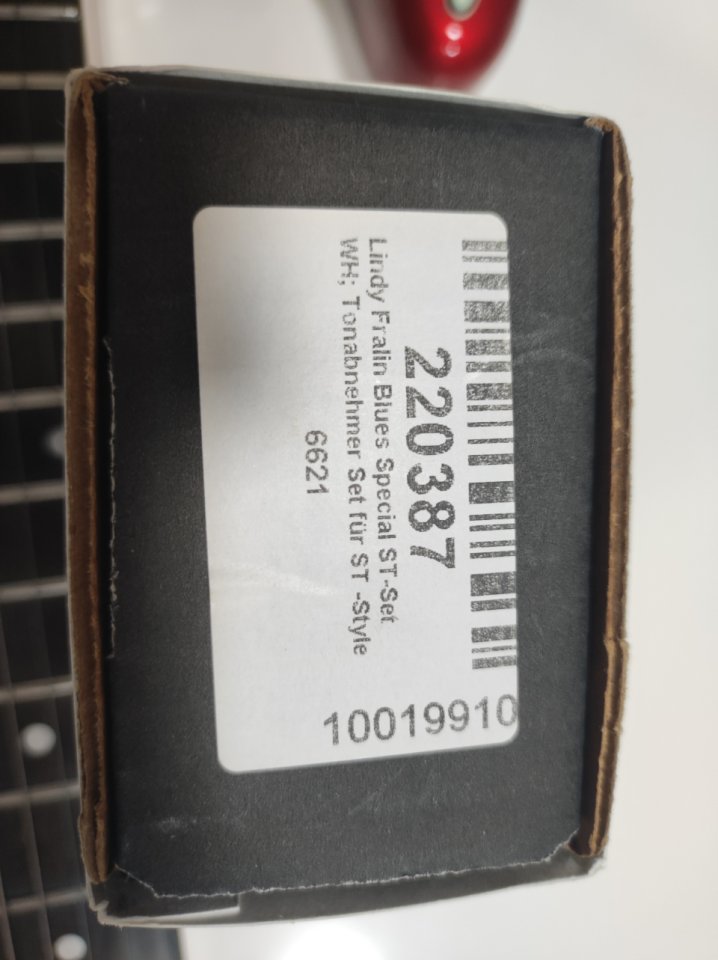 220387
Lindy Fralin Blues Special ST-Set
WH; Tonabnehmer Set für ST -Style
6621
10019910